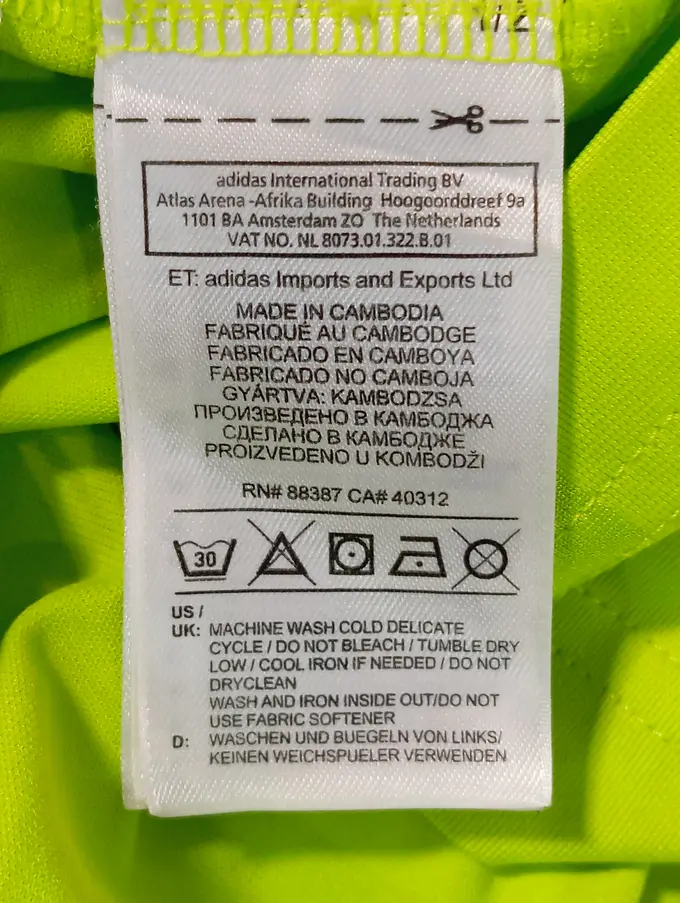 adidas International Trading BV
Atlas Arena -Afrika Building Hoogoorddreef 9a
1101 BA Amsterdam ZO The Netherlands
VAT NO. NL 8073.01.322.B.01
ET: adidas Imports and Exports Ltd
MADE IN CAMBODIA
FABRIQUÉ AU CAMBODGE
FABRICADO EN CAMBOYA
FABRICADO NO CAMBOJA
GYÁRTVA: KAMBODZSA
ПРОИЗВЕДЕНО В КАМБОДЖА
СДЕЛАНО В КАМБОДЖЕ
PROIZVEDENO U KOMBODŽI
RN# 88387 CA# 40312
30
US /
UK: MACHINE WASH COLD DELICATE
CYCLE / DO NOT BLEACH / TUMBLE DRY
LOW / COOL IRON IF NEEDED / DO NOT
DRYCLEAN
WASH AND IRON INSIDE OUT/DO NOT
USE FABRIC SOFTENER
D: WASCHEN UND BUEGELN VON LINKS/
KEINEN WEICHSPUELER VERWENDEN